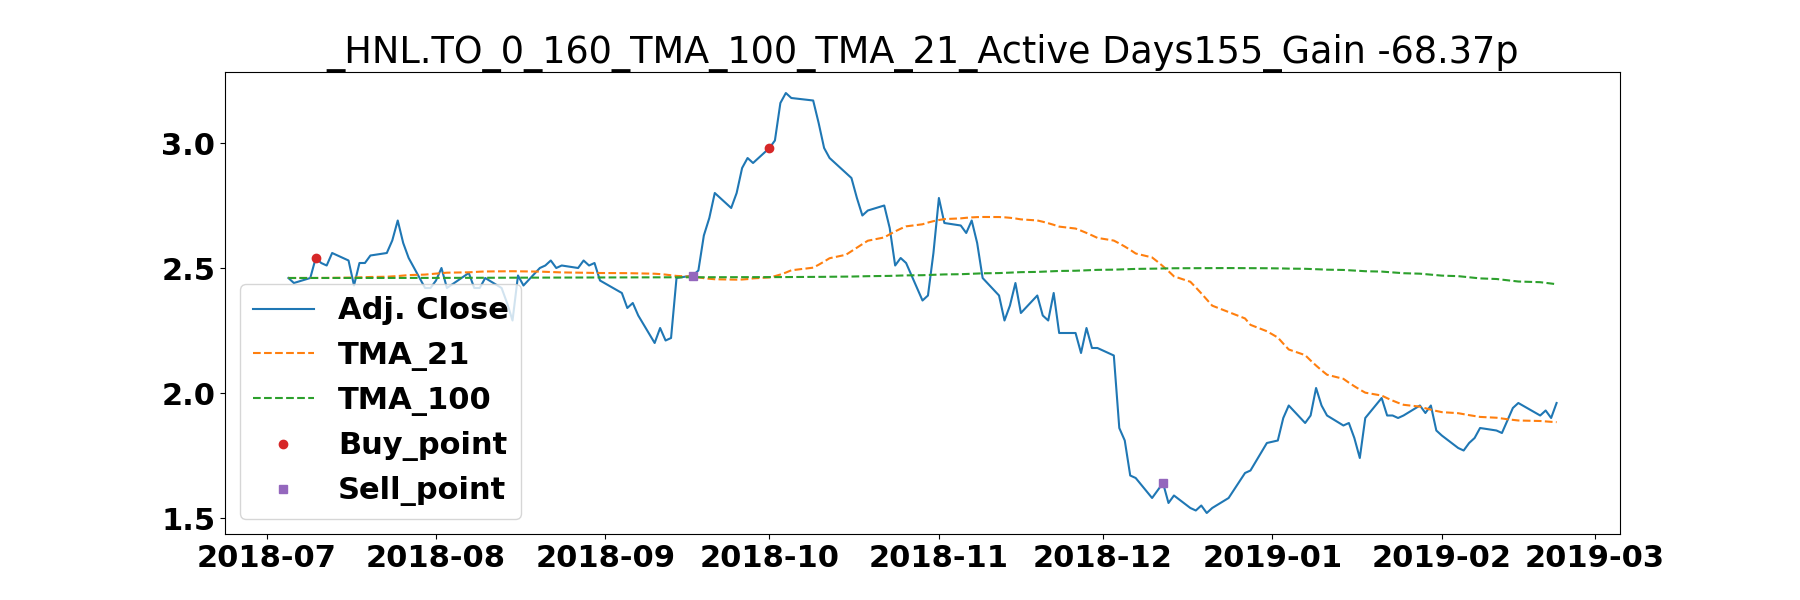 _HNL.TO_0_160_TMA_100_TMA_21_Active Days155_Gain -68.37p
3.0
2.5
2.0
1.5
Adj. Close
TMA_21
TMA_100
Buy_point
Sell_point
2018-07 2018-08 2018-09 2018-10 2018-11 2018-12 2019-01 2019-02 2019-03